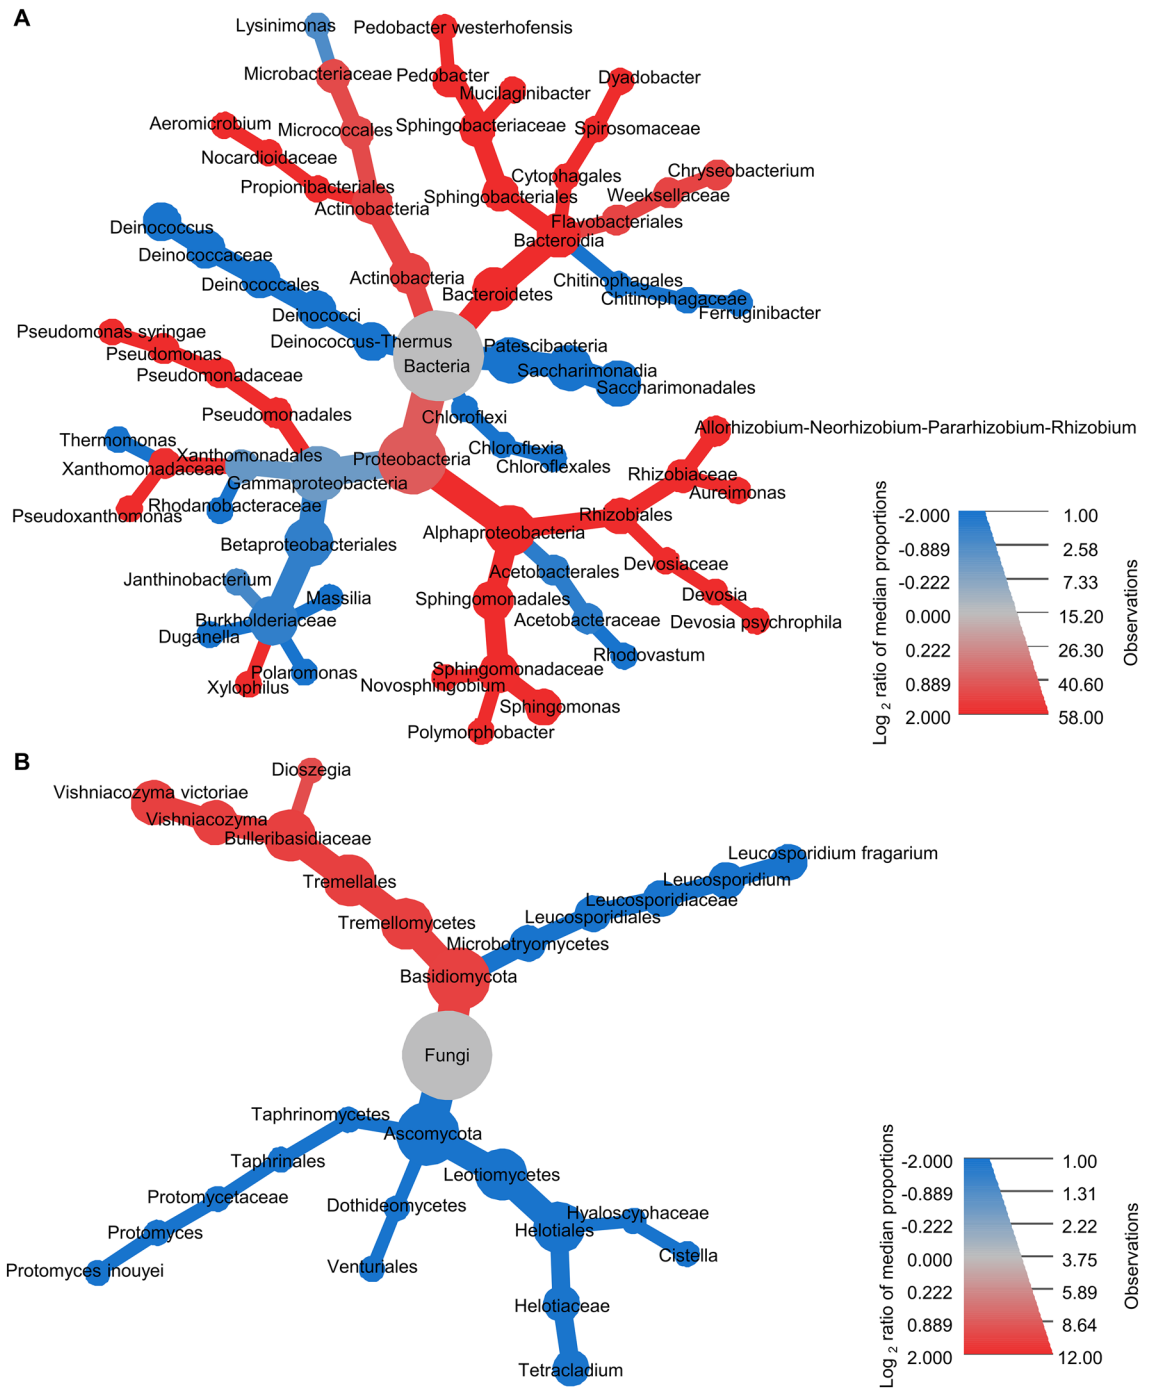 A
Lysinimonas
Pedobacter westerhofensis
Microbacteriaceae
Pedobacter
Dyadobacter
Mucilaginibacter
Aeromicrobium
Micrococcales
Sphingobacteriaceae
Spirosomaceae
Nocardioidaceae
Chryseobacterium
Cytophagales
Propionibacteriales
Sphingobacteriales
Weeksellaceae
Actinobacteria
Flavobacteriales
Deinococcus
Bacteroidia
Deinococcaceae
Actinobacteria
Chitinophagales
Deinococcales
Bacteroidetes
Chitinophagaceae
Deinococci
Ferruginibacter
Pseudomonas syringae
Deinococcus-Thermus
Patescibacteria
Pseudomonas
Bacteria
Saccharimonadia
Pseudomonadaceae
Saccharimonadales
Pseudomonadales
Chloroflexi
Allorhizobium-Neorhizobium-Pararhizobium-Rhizobium
Thermomonas
Chloroflexia
Xanthomonadales
Proteobacteria
Xanthomonadaceae
Chloroflexales
Rhizobiaceae
Gammaproteobacteria
Aureimonas
Rhodanobacteraceae
Pseudoxanthomonas
Rhizobiales
Alphaproteobacteria
Betaproteobacteriales
Devosiaceae
Janthinobacterium
Acetobacterales
Massilia
Sphingomonadales
Devosia
Burkholderiaceae
Acetobacteraceae
Devosia psychrophila
Duganella
Rhodovastum
Polaromonas
Sphingomonadaceae
Xylophilus
Novosphingobium
Sphingomonas
Polymorphobacter
Log 2 ratio of median proportions
-2.000
-0.889
-0.222
0.000
0.222
0.889
2.000
1.00
2.58
7.33
15.20
26.30
40.60
58.00
Observations
B
Dioszegia
Vishniacozyma victoriae
Vishniacozyma
Bulleribasidiaceae
Leucosporidium fragarium
Tremellales
Leucosporidium
Leucosporidiaceae
Tremellomycetes
Leucosporidiales
Microbotryomycetes
Basidiomycota
Fungi
Taphrinomycetes
Ascomycota
Taphrinales
Leotiomycetes
Protomycetaceae
Dothideomycetes
Hyaloscyphaceae
Protomyces
Helotiales
Cistella
Protomyces inouyei
Venturiales
Helotiaceae
Tetracladium
Log 2 ratio of median proportions
-2.000
-0.889
-0.222
0.000
0.222
0.889
2.000
1.00
1.31
2.22
3.75
5.89
8.64
12.00
Observations